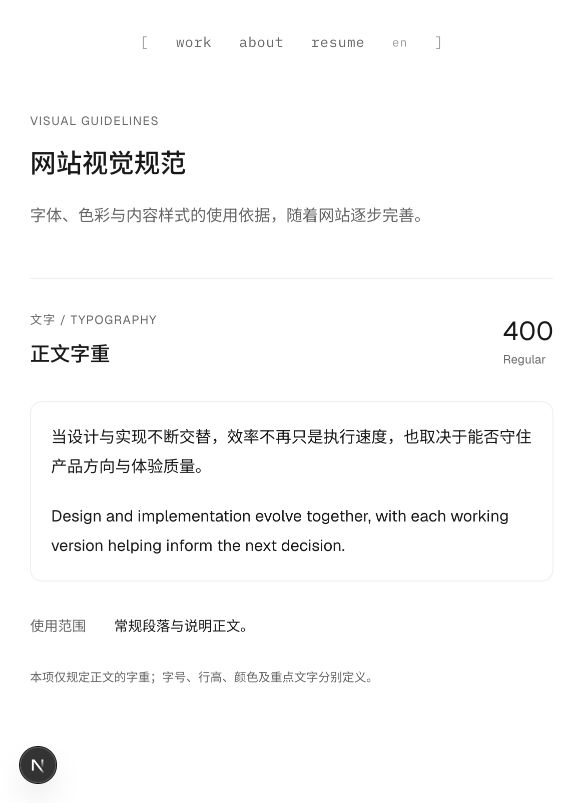 [ work about resume en ]
VISUAL GUIDELINES
网站视觉规范
字体、色彩与内容样式的使用依据，随着网站逐步完善。
文字 / TYPOGRAPHY
正文字重
400
Regular
当设计与实现不断交替，效率不再只是执行速度，也取决于能否守住
产品方向与体验质量。
Design and implementation evolve together, with each working
version helping inform the next decision.
使用范围 常规段落与说明正文。
本项仅规定正文的字重；字号、行高、颜色及重点文字分别定义。
N